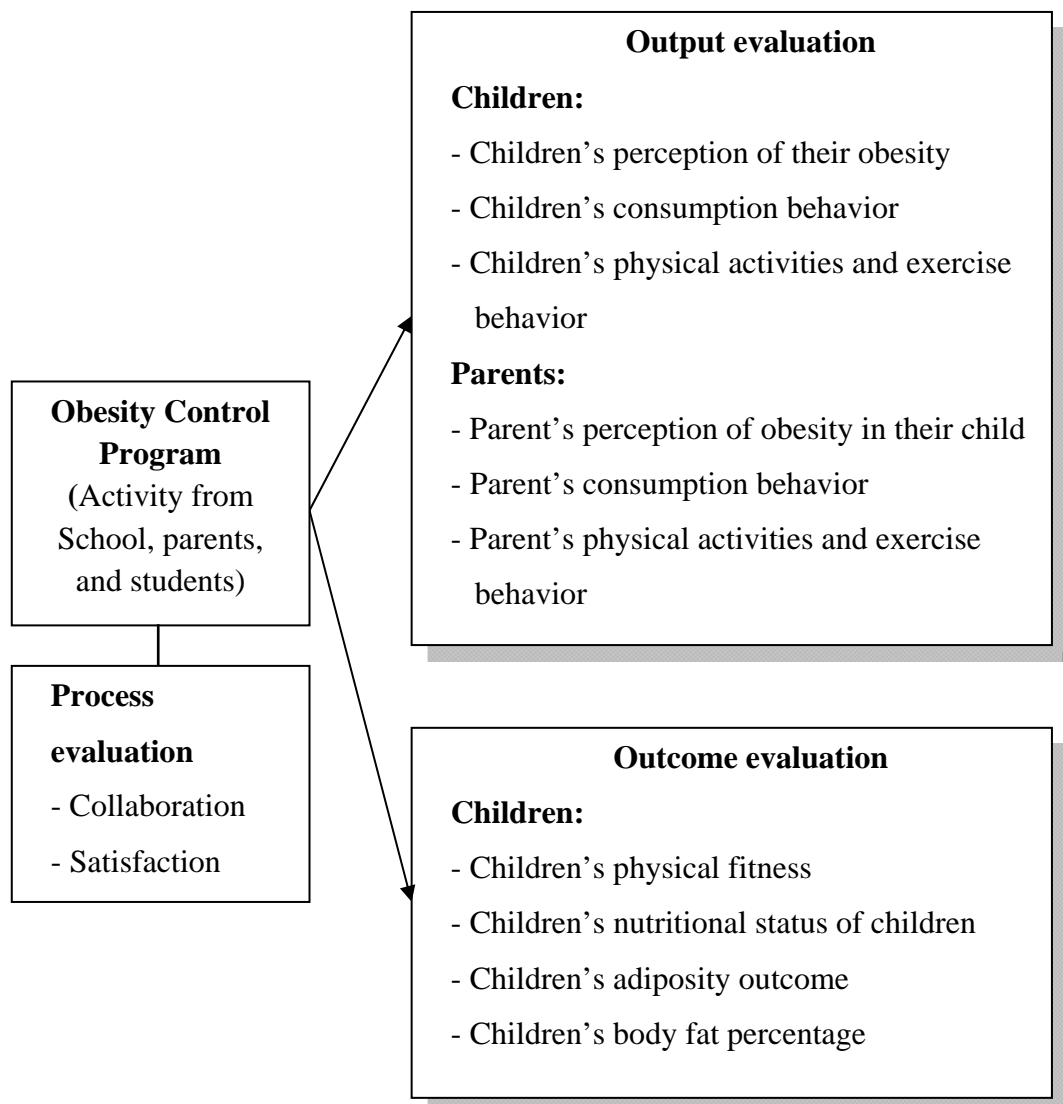 Output evaluation
Children:
- Children’s perception of their obesity
- Children’s consumption behavior
- Children’s physical activities and exercise
behavior
Parents:
- Parent’s perception of obesity in their child
- Parent’s consumption behavior
- Parent’s physical activities and exercise
behavior
Obesity Control
Program
(Activity from
School, parents,
and students)
Process
evaluation
- Collaboration
- Satisfaction
Outcome evaluation
Children:
- Children’s physical fitness
- Children’s nutritional status of children
- Children’s adiposity outcome
- Children’s body fat percentage